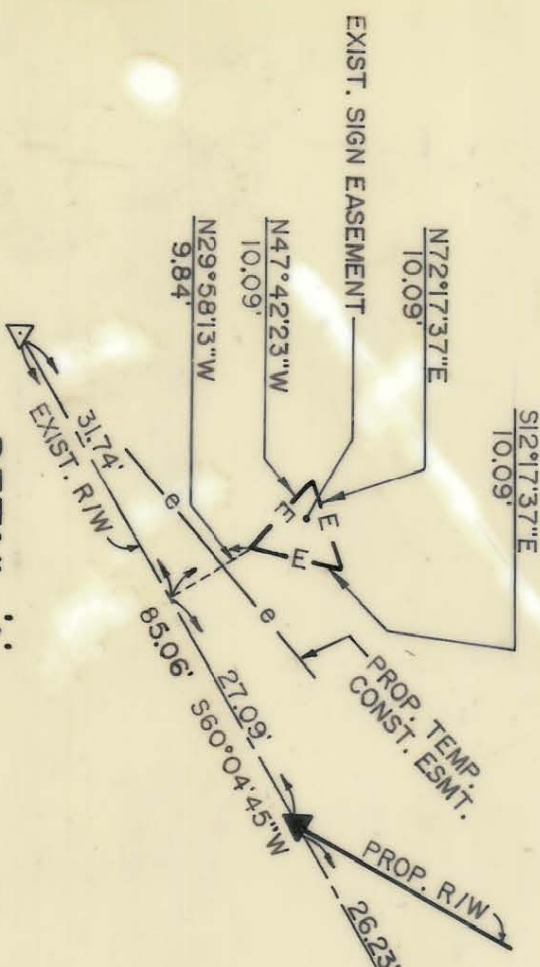 EXIST. SIGN EASEMENT
N72°17'37"E
10.09'
S12°17'37"E
10.09'
N47°42'23"W
10.09'
N29°58'13"W
9.84'
E
E
E
PROP. TEMP.
CONST. ESMT.
e
e
31.74'
EXIST. R/W
27.09'
85.06' S60°04'45"W
PROP. R/W
26.23'